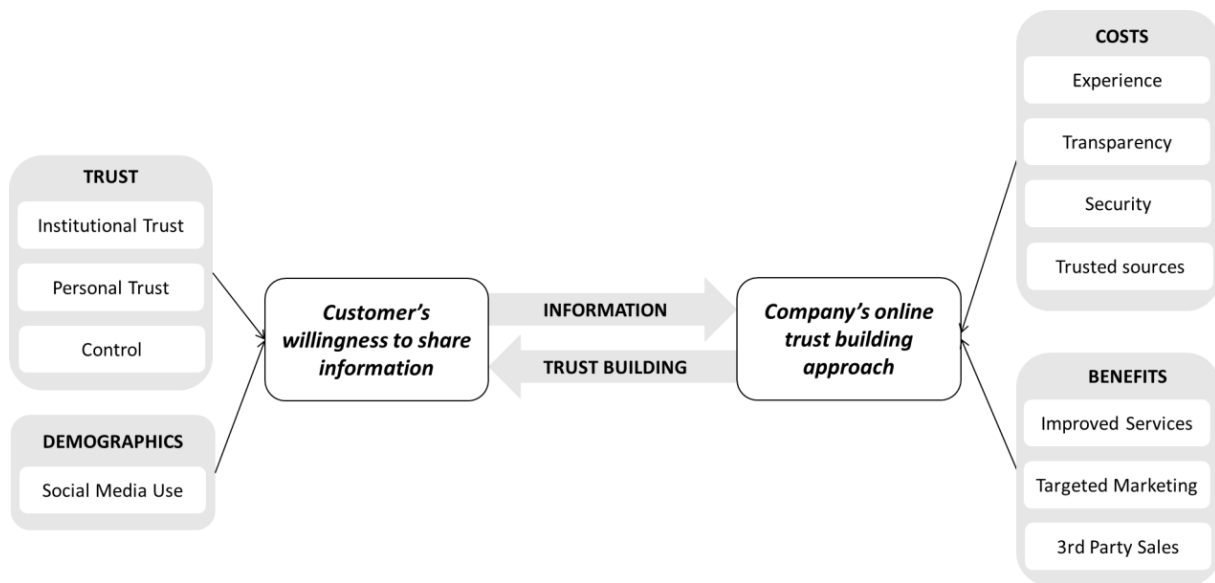 TRUST
Institutional Trust
Personal Trust
Control
DEMOGRAPHICS
Social Media Use
Customer’s
willingness to share
information
INFORMATION
TRUST BUILDING
Company’s online
trust building
approach
COSTS
Experience
Transparency
Security
Trusted sources
BENEFITS
Improved Services
Targeted Marketing
3rd Party Sales